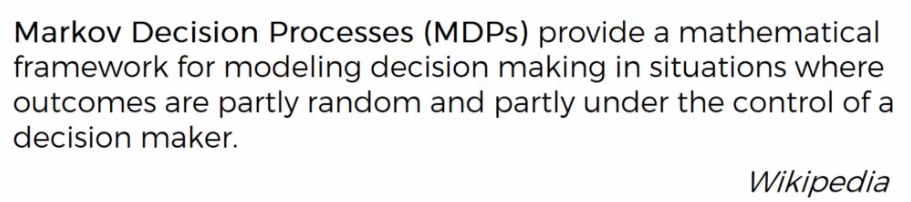 Markov Decision Processes (MDPs) provide a mathematical
framework for modeling decision making in situations where
outcomes are partly random and partly under the control of a
decision maker.
Wikipedia